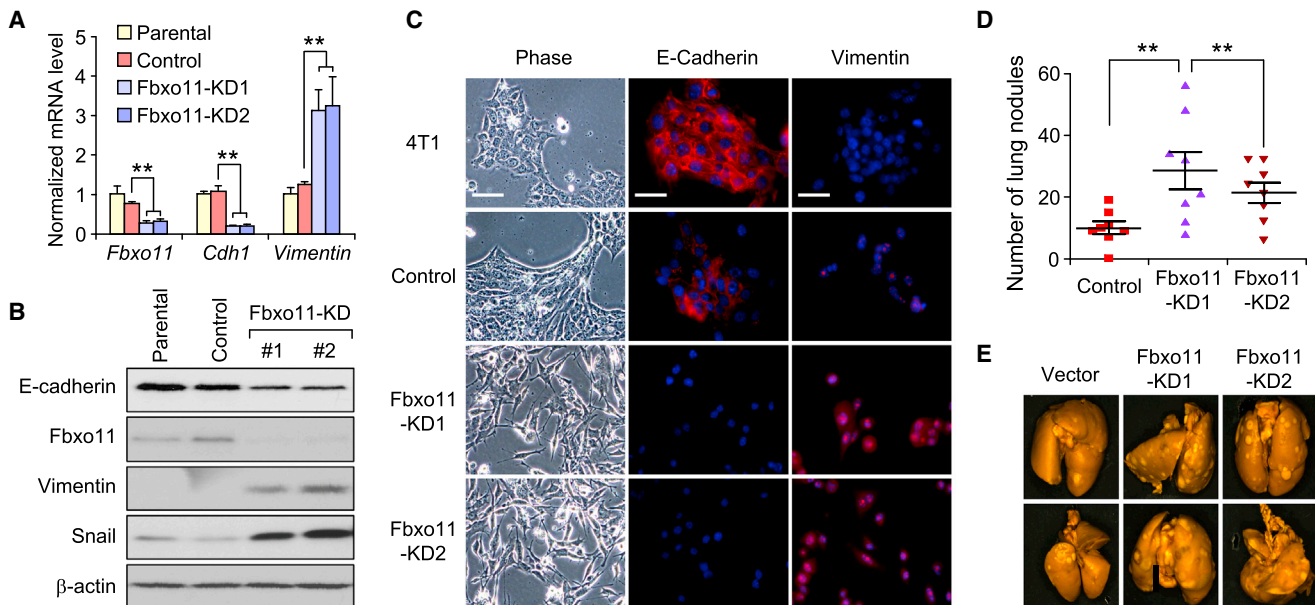 A
Parental
Control
Fbxo11-KD1
Fbxo11-KD2
Normalized mRNA level
5
4
3
2
1
0
**
**
**
Fbxo11
Cdh1
Vimentin
B
Parental
Control
Fbxo11-KD
#1
#2
E-cadherin
Fbxo11
Vimentin
Snail
β-actin
C
Phase
E-Cadherin
Vimentin
4T1
Control
Fbxo11
-KD1
Fbxo11
-KD2
D
Number of lung nodules
60
40
20
0
**
**
Control
Fbxo11
-KD1
Fbxo11
-KD2
E
Vector
Fbxo11
-KD1
Fbxo11
-KD2